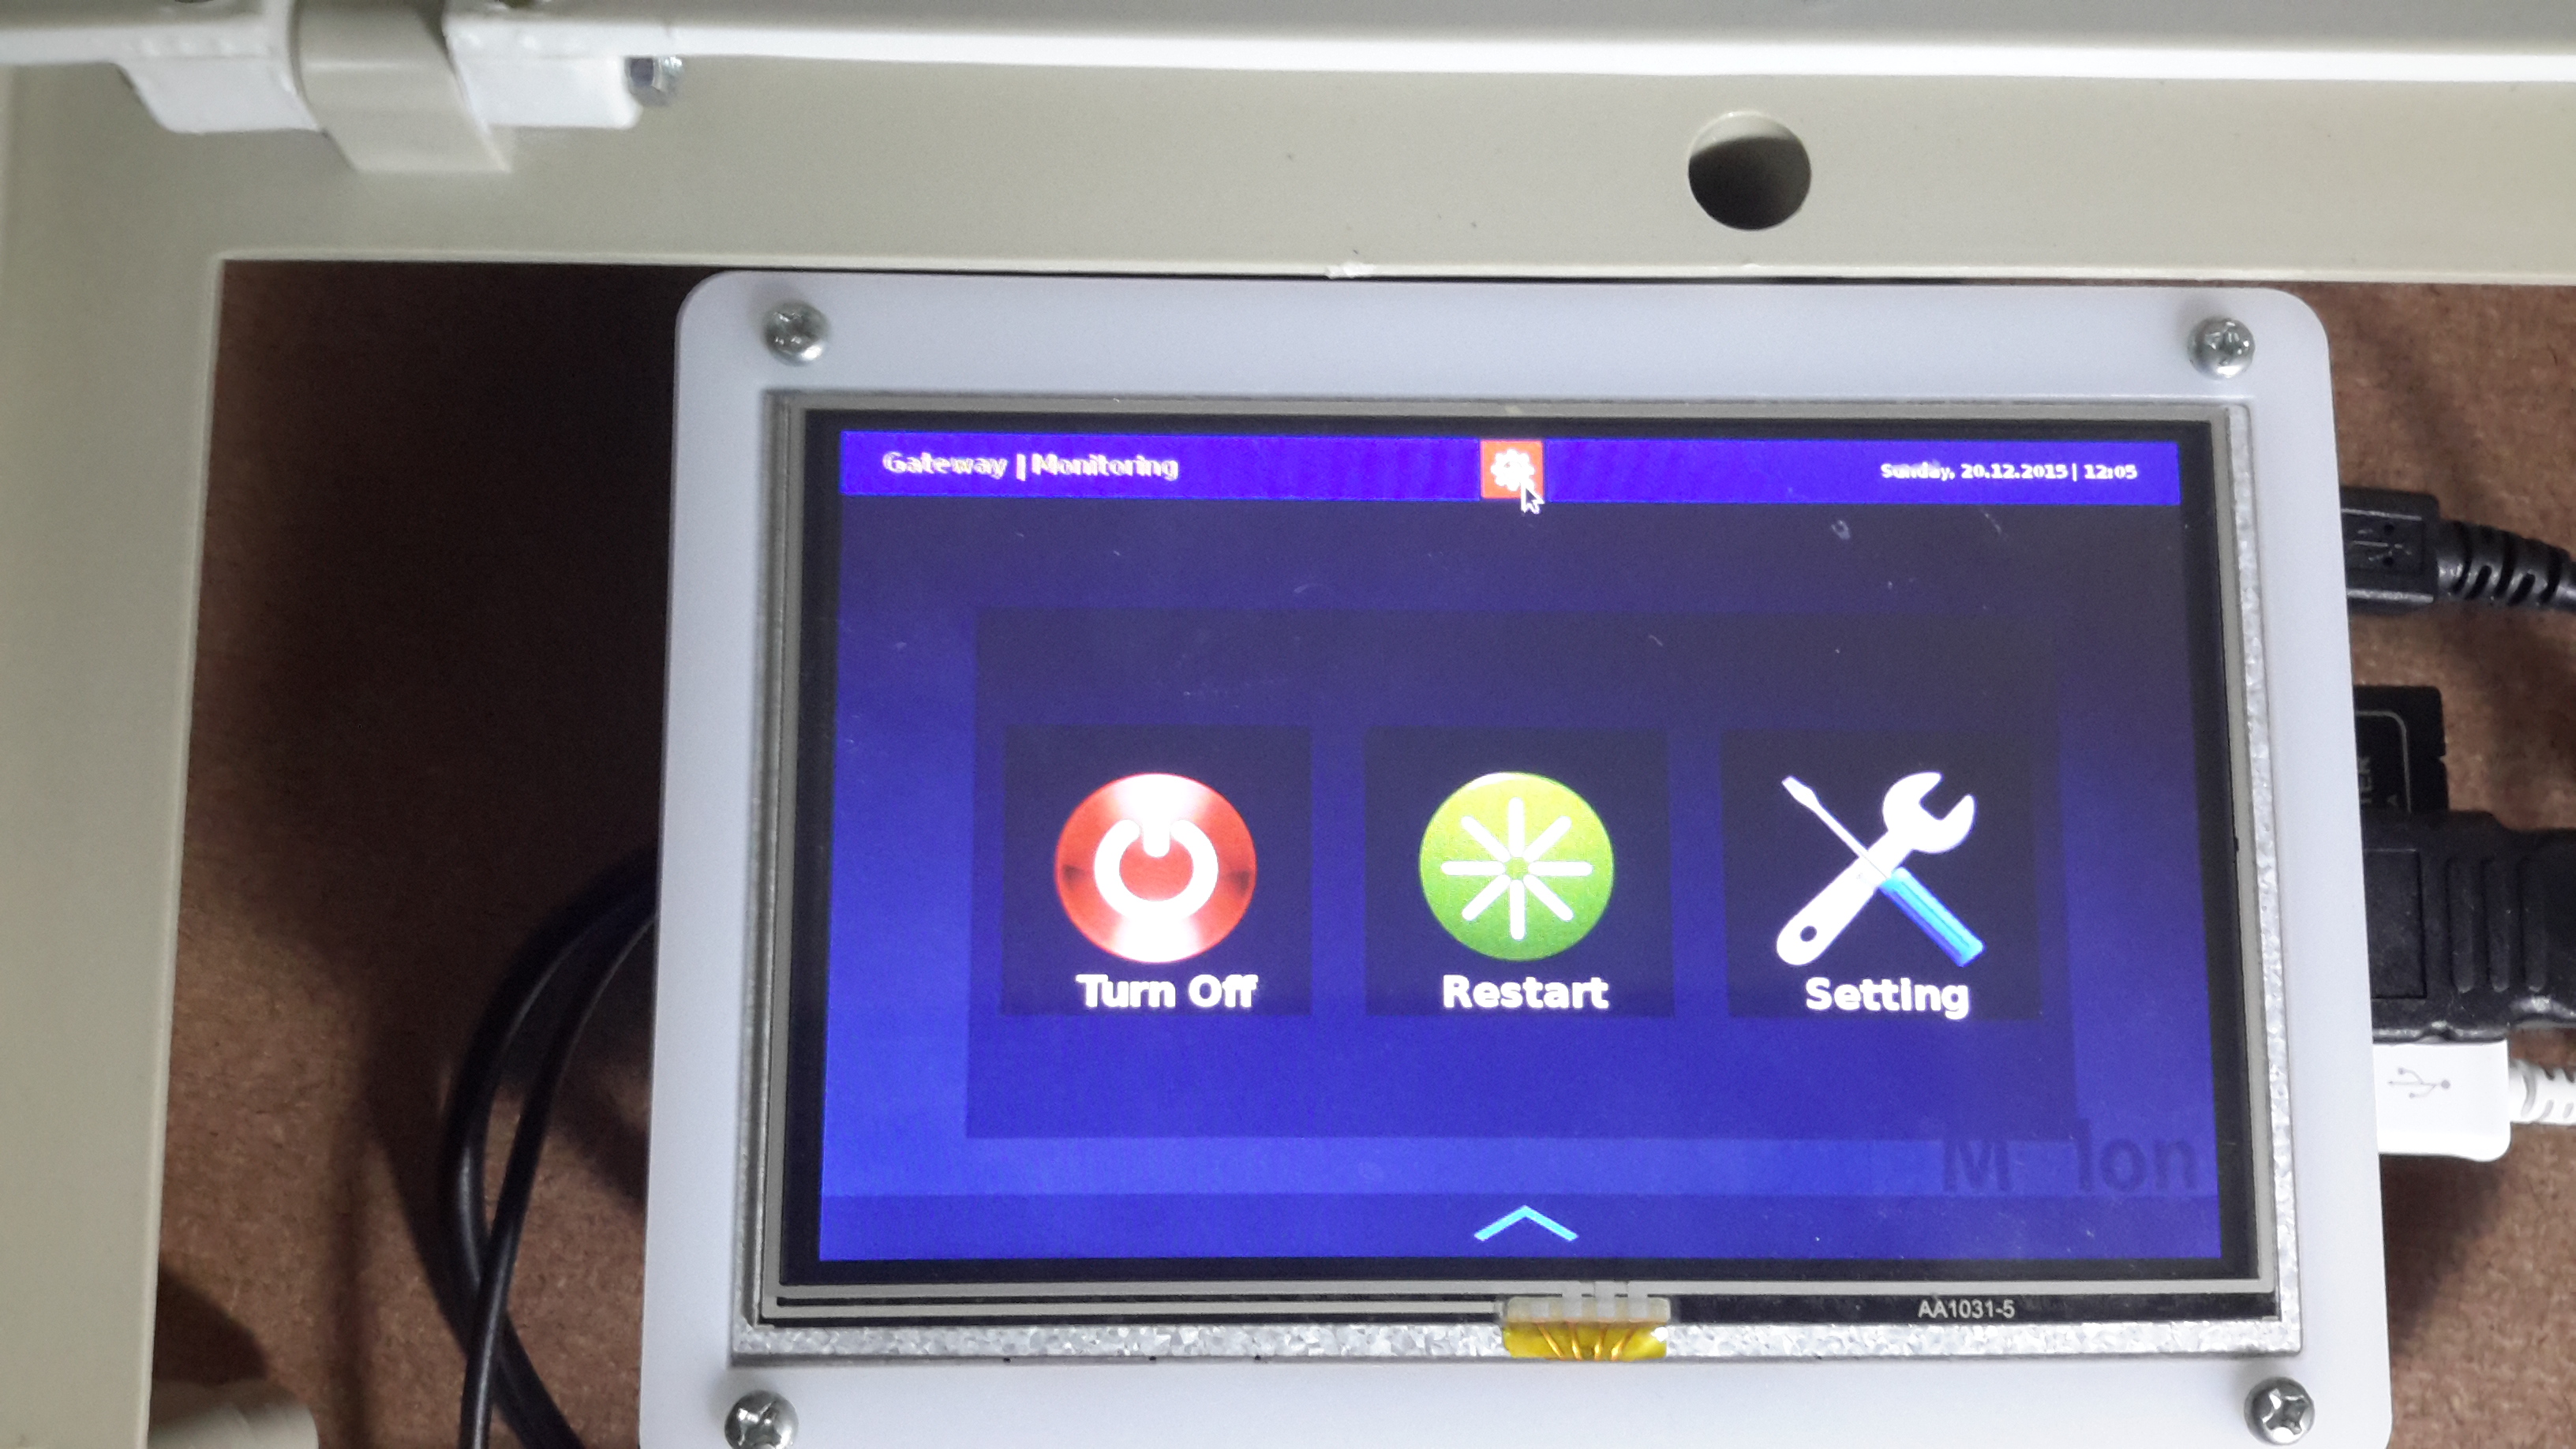 Gateway | Monitoring
Sunday, 20.12.2015 | 12:05
Turn Off
Restart
Setting
AA1031-5